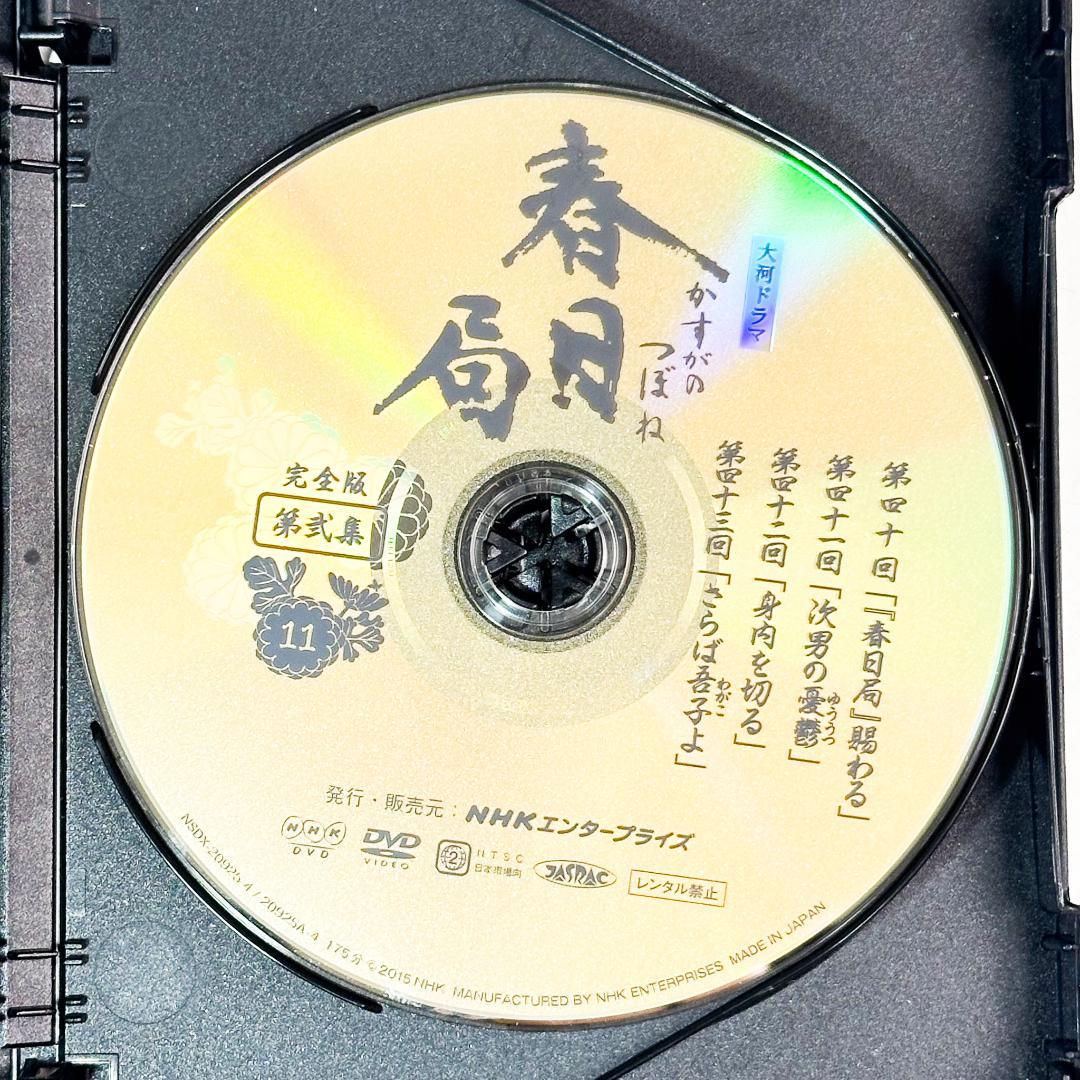 大河ドラマ
春日局
かすがの
つぼね
第四十回「『春日局』賜わる」
第四十一回「次男の憂鬱」
ゆううつ
第四十二回「身内を切る」
第四十三回「さらば吾子よ」
わがこ
完全版
第弐集
11
発行・販売元:NHKエンタープライズ
NHK
DVD
DVD
VIDEO
2
NTSC
日本市場向
JASRAC
レンタル禁止
NSDX-20925-4/20925A-4 175分 ©2015 NHK MANUFACTURED BY NHK ENTERPRISES MADE IN JAPAN